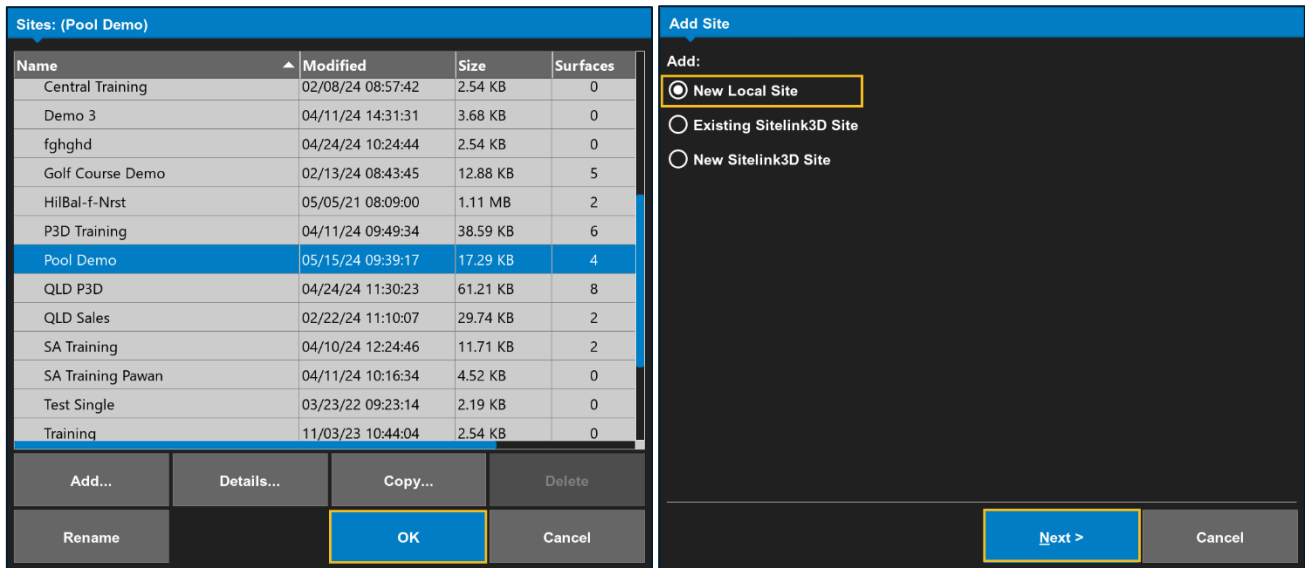 Sites: (Pool Demo)
Name Modified Size Surfaces
Central Training 02/08/24 08:57:42 2.54 KB 0
Demo 3 04/11/24 14:31:31 3.68 KB 0
fghghd 04/24/24 10:24:44 2.54 KB 0
Golf Course Demo 02/13/24 08:43:45 12.88 KB 5
HilBal-f-Nrst 05/05/21 08:09:00 1.11 MB 2
P3D Training 04/11/24 09:49:34 38.59 KB 6
Pool Demo 05/15/24 09:39:17 17.29 KB 4
QLD P3D 04/24/24 11:30:23 61.21 KB 8
QLD Sales 02/22/24 11:10:07 29.74 KB 2
SA Training 04/10/24 12:24:46 11.71 KB 2
SA Training Pawan 04/11/24 10:16:34 4.52 KB 0
Test Single 03/23/22 09:23:14 2.19 KB 0
Training 11/03/23 10:44:04 2.54 KB 0
Add... Details... Copy... Delete
Rename OK Cancel
Add Site
Add:
New Local Site
Existing Sitelink3D Site
New Sitelink3D Site
Next > Cancel